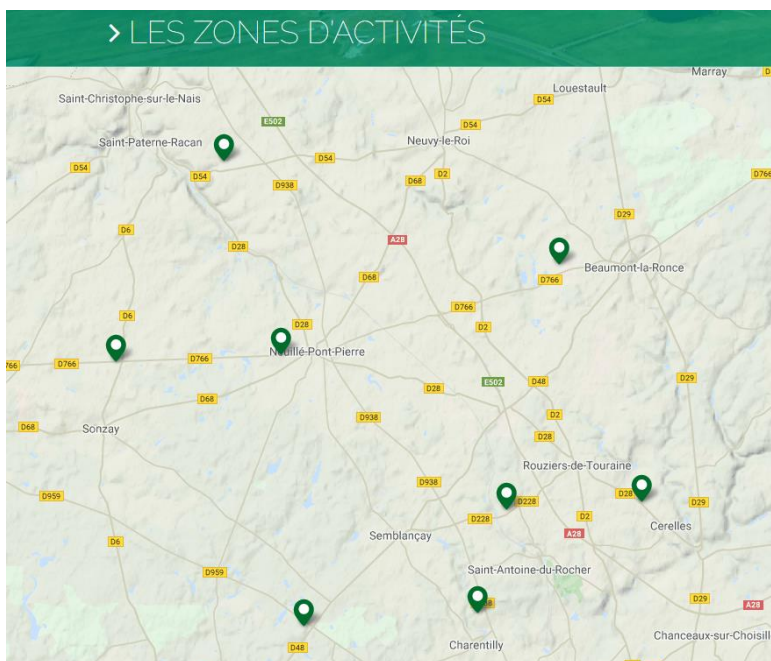 > LES ZONES D'ACTIVITÉS
Marray
Louestault
Saint-Christophe-sur-le-Nais
D54
E502
D54
Saint-Paterne-Racan
Neuvy-le-Roi
D54
D54
D54
D938
D68
D2
D766
D29
D6
A28
D28
Beaumont-la-Ronce
D68
D766
D766
D6
D28
D2
Neuillé-Pont-Pierre
D766
D766
766
D29
E502
D48
D28
D68
D2
D938
D68
Sonzay
D28
Rouziers-de-Touraine
D938
D28
D959
D228
D29
D228
D2
Cerelles
Semblançay
A28
D6
Saint-Antoine-du-Rocher
D959
D29
A28
Chanceaux-sur-Choisill
Charentilly
D48